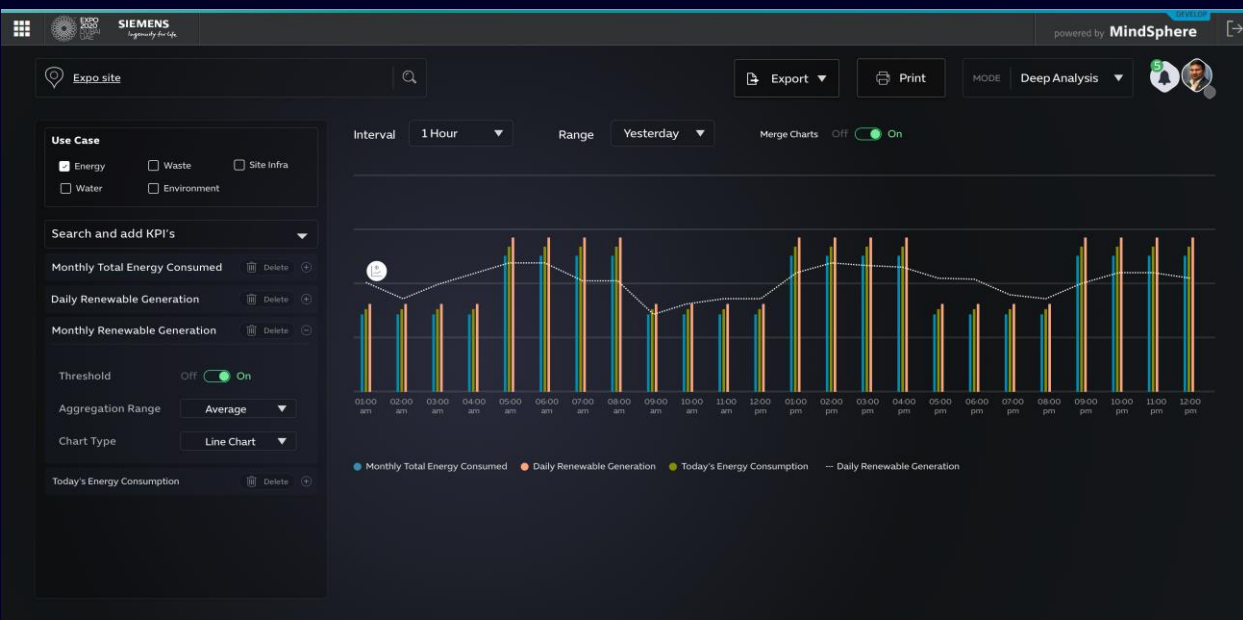 EXPO
2020
DUBAI
UAE
SIEMENS
Ingenuity for life
DEVELOP
powered by MindSphere
Expo site
Export
Print
MODE Deep Analysis
5
Use Case
Energy Waste Site Infra
Water Environment
Search and add KPI's
Monthly Total Energy Consumed Delete
Daily Renewable Generation Delete
Monthly Renewable Generation Delete
Threshold Off On
Aggregation Range Average
Chart Type Line Chart
Today's Energy Consumption Delete
Interval 1 Hour Range Yesterday Merge Charts Off On
01:00 02:00 03:00 04:00 05:00 06:00 07:00 08:00 09:00 10:00 11:00 12:00 01:00 02:00 03:00 04:00 05:00 06:00 07:00 08:00 09:00 10:00 11:00 12:00
am am am am am am am am am am am am pm pm pm pm pm pm pm pm pm pm pm pm
Monthly Total Energy Consumed Daily Renewable Generation Today's Energy Consumption Daily Renewable Generation